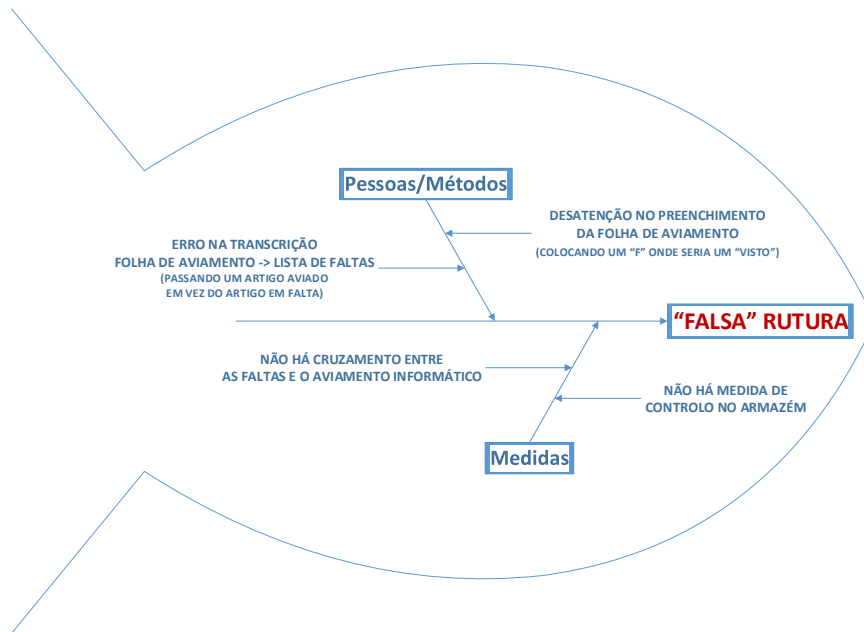 Pessoas/Métodos
DESATENÇÃO NO PREENCHIMENTO
DA FOLHA DE AVIAMENTO
(COLOCANDO UM “F” ONDE SERIA UM “VISTO”)
ERRO NA TRANSCRIÇÃO
FOLHA DE AVIAMENTO -> LISTA DE FALTAS
(PASSANDO UM ARTIGO AVIADO
EM VEZ DO ARTIGO EM FALTA)
“FALSA” RUTURA
NÃO HÁ CRUZAMENTO ENTRE
AS FALTAS E O AVIAMENTO INFORMÁTICO
NÃO HÁ MEDIDA DE
CONTROLO NO ARMAZÉM
Medidas